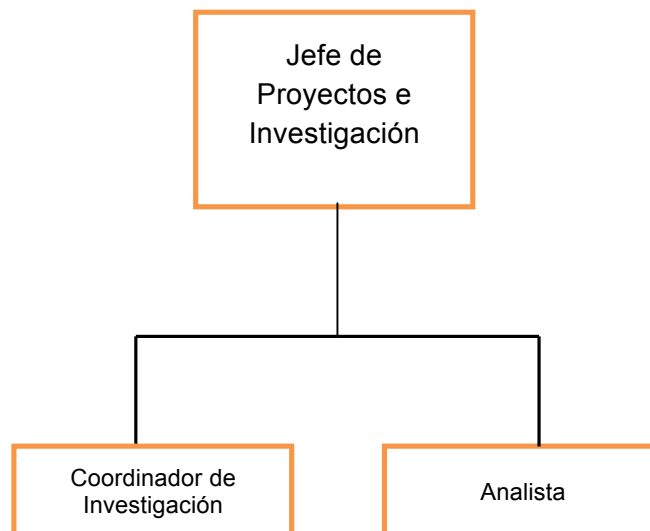 Jefe de
Proyectos e
Investigación
Coordinador de
Investigación
Analista